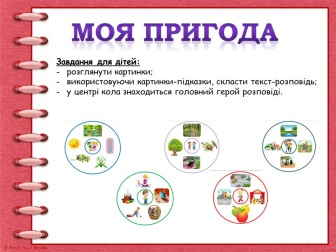 МОЯ ПРИГОДА
Завдання для дітей:
- розглянути картинки;
- використовуючи картинки-підказки, скласти текст-розповідь;
- у центрі кола знаходиться головний герой розповіді.